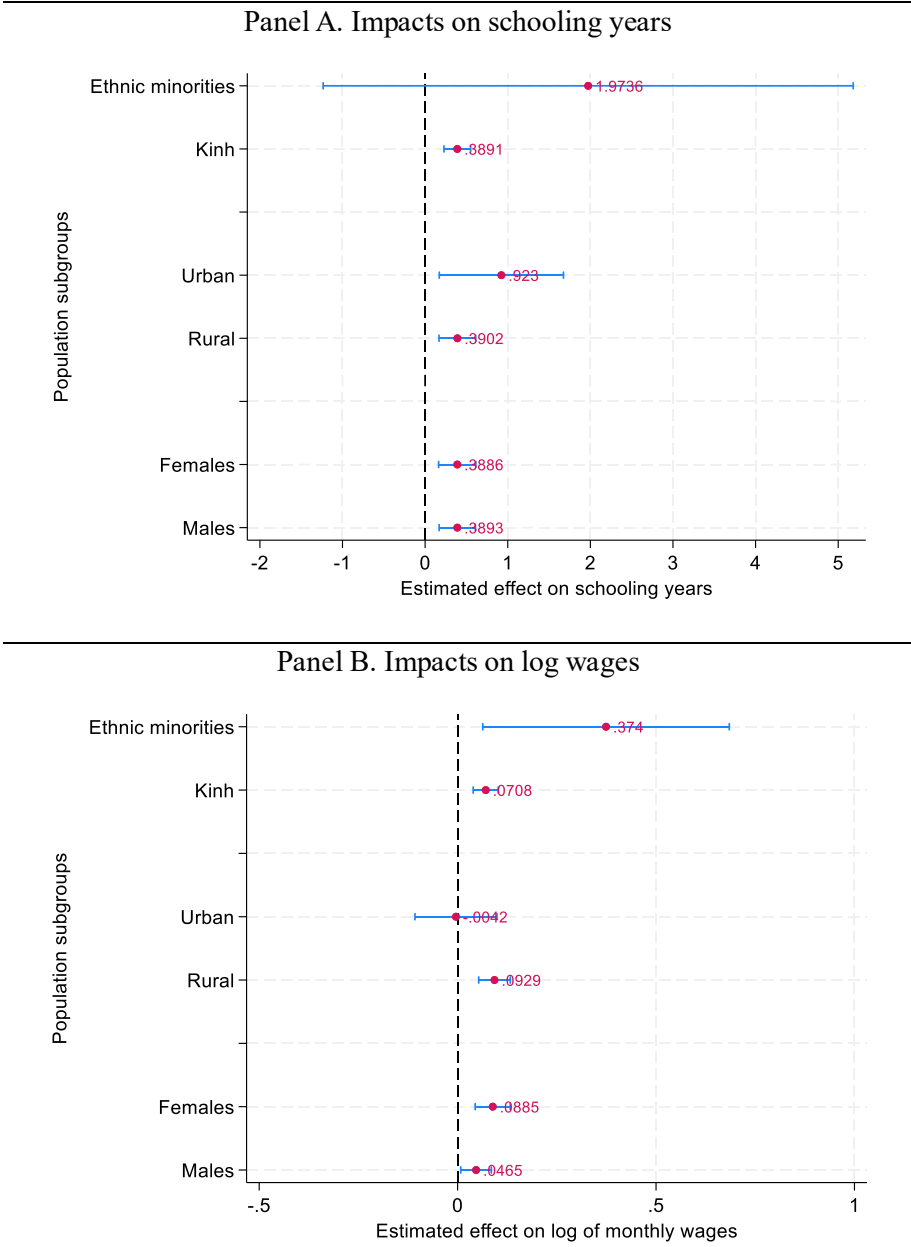 Panel A. Impacts on schooling years
Ethnic minorities
1.9736
Kinh
.3891
Urban
.923
Rural
.3902
Females
.3886
Males
.3893
Population subgroups
-2 -1 0 1 2 3 4 5
Estimated effect on schooling years
Panel B. Impacts on log wages
Ethnic minorities
.374
Kinh
.0708
Urban
-.0042
Rural
.0929
Females
.0885
Males
.0465
Population subgroups
-.5 0 .5 1
Estimated effect on log of monthly wages